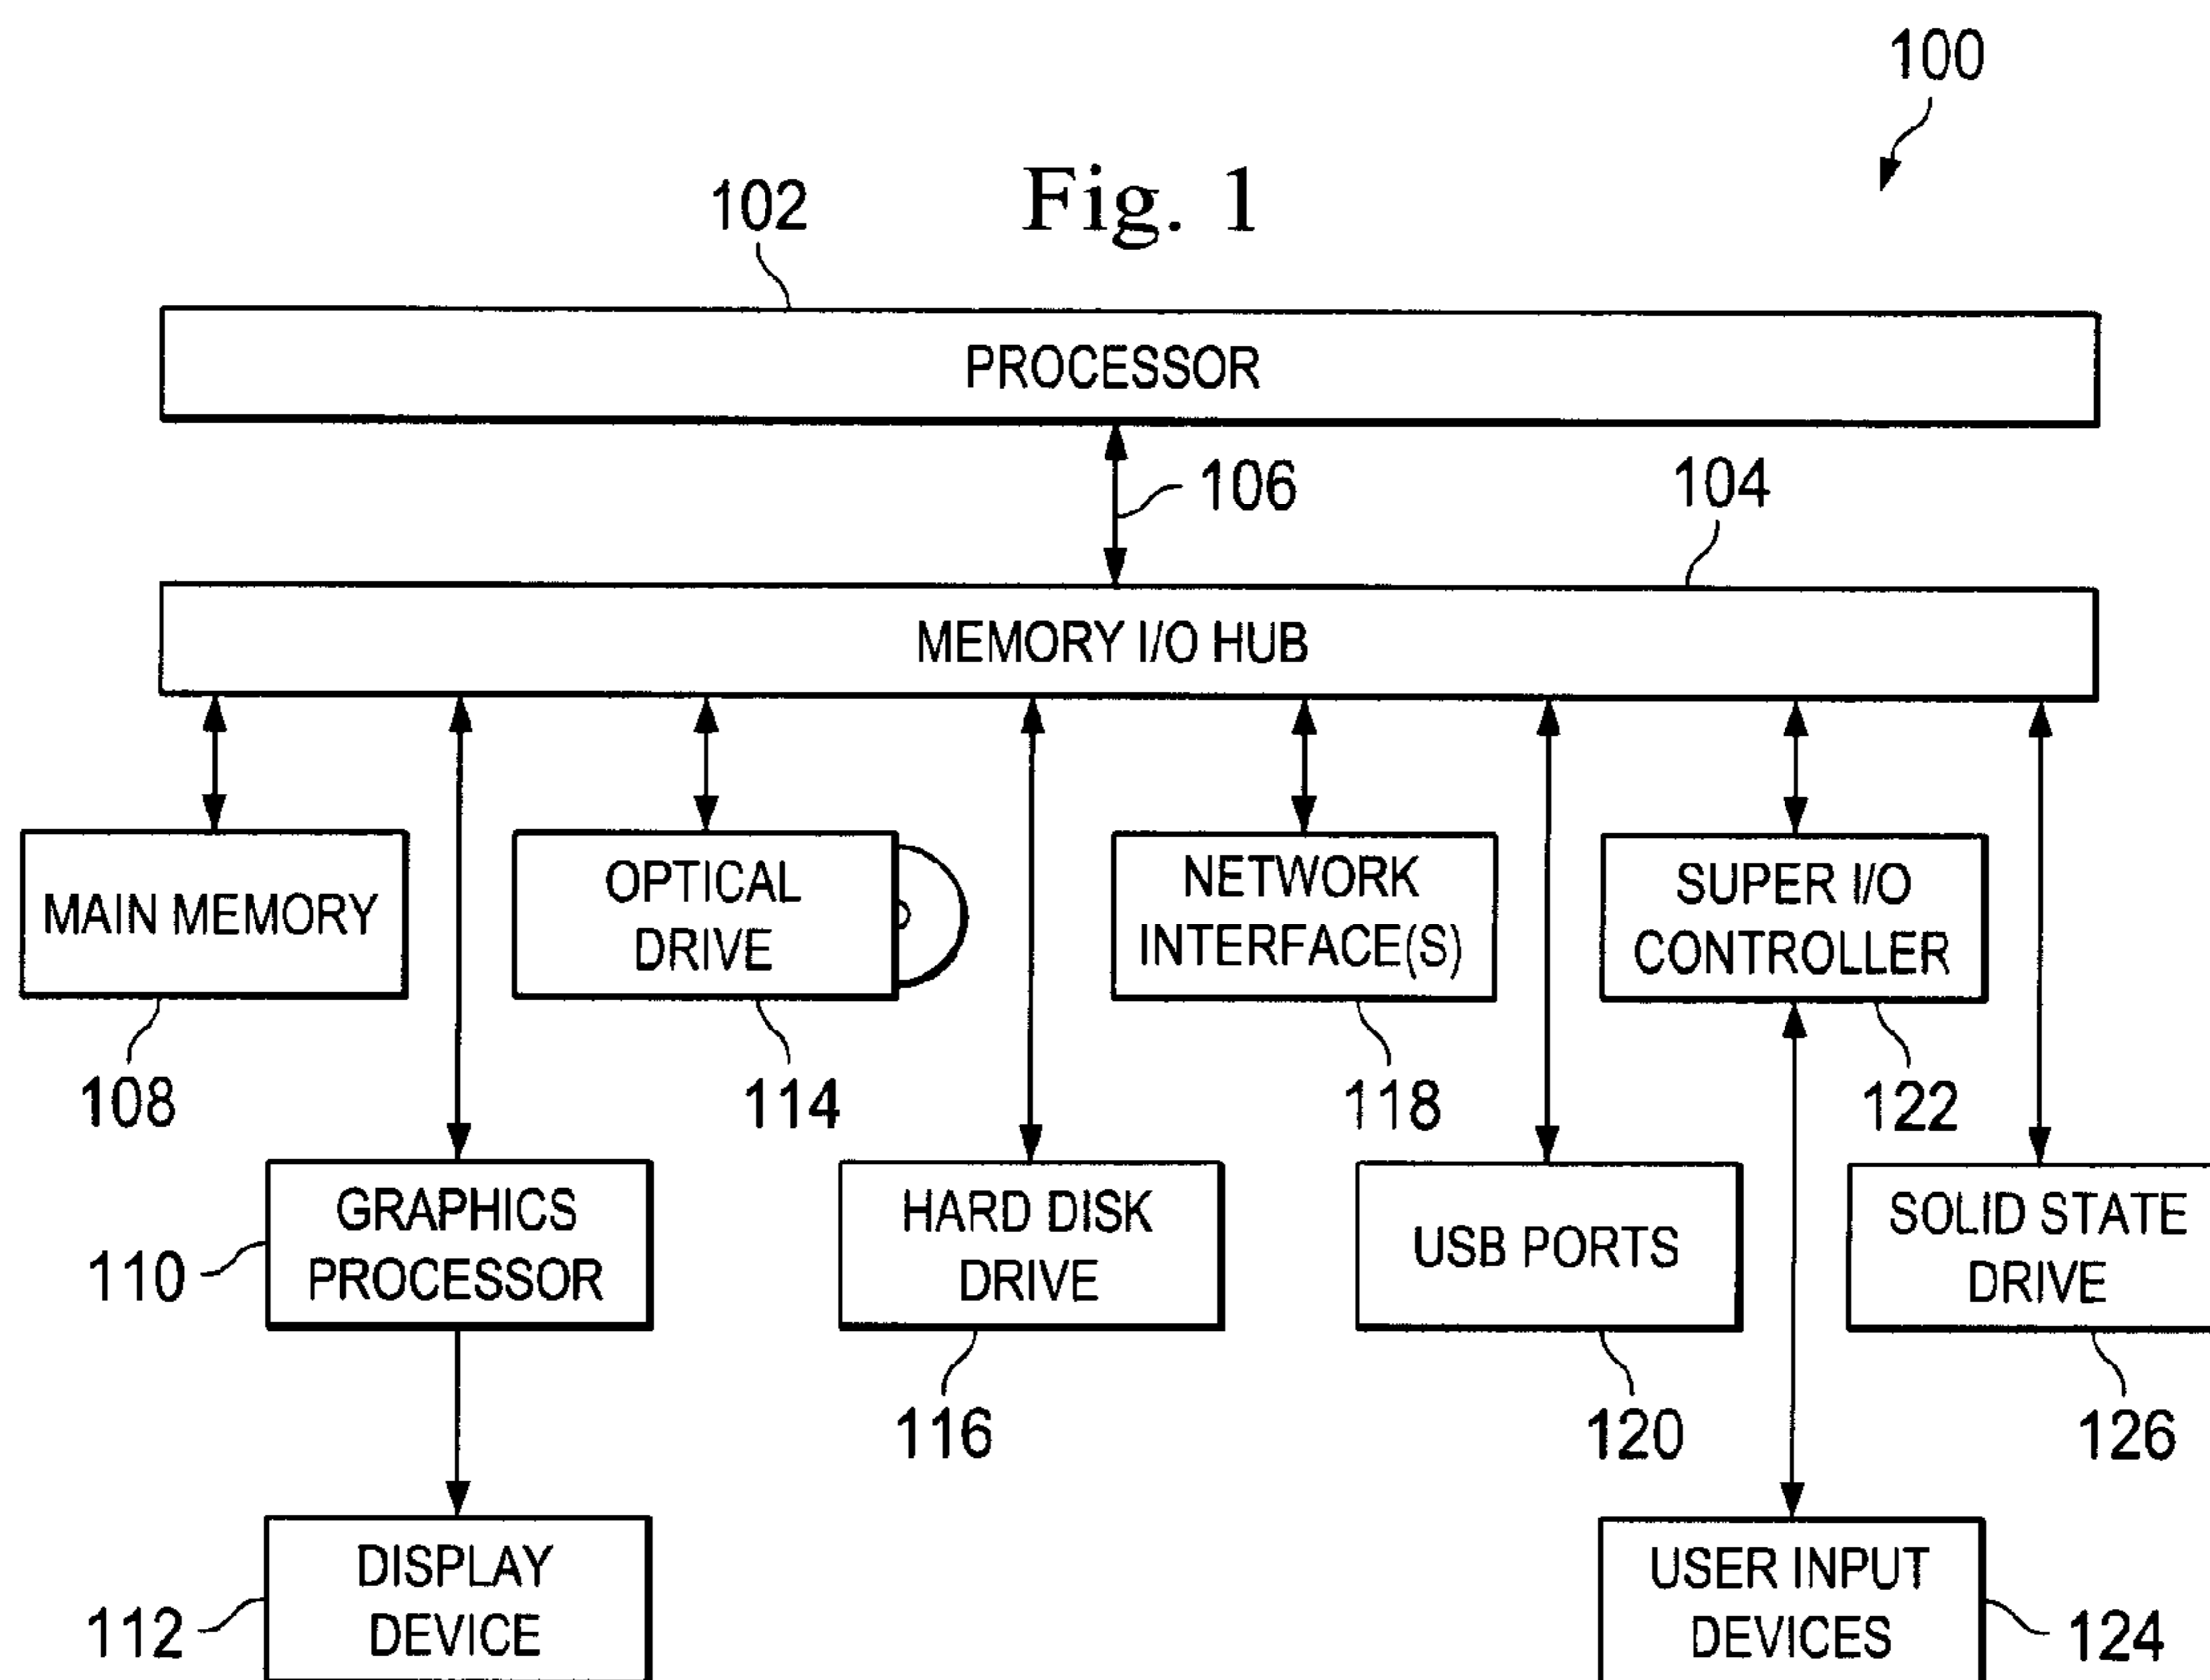 100
Fig. 1
102
PROCESSOR
106
104
MEMORY I/O HUB
MAIN MEMORY
OPTICAL
DRIVE
NETWORK
INTERFACE(S)
SUPER I/O
CONTROLLER
108
114
118
122
GRAPHICS
PROCESSOR
110
HARD DISK
DRIVE
USB PORTS
SOLID STATE
DRIVE
116
120
126
DISPLAY
DEVICE
112
USER INPUT
DEVICES
124